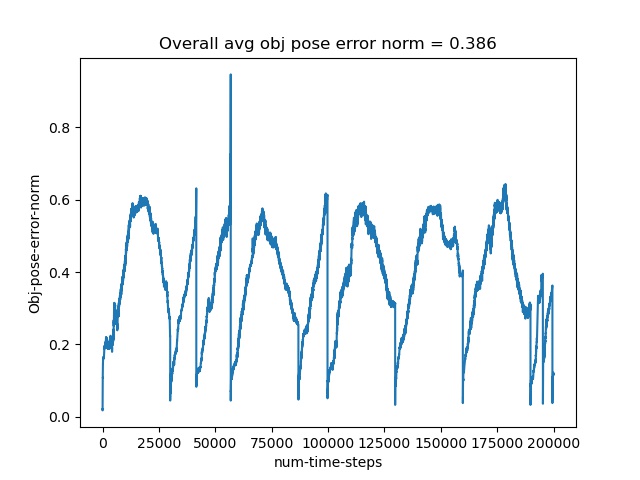 Overall avg obj pose error norm = 0.386
Obj-pose-error-norm
0.8
0.6
0.4
0.2
0.0
0 25000 50000 75000 100000 125000 150000 175000 200000
num-time-steps